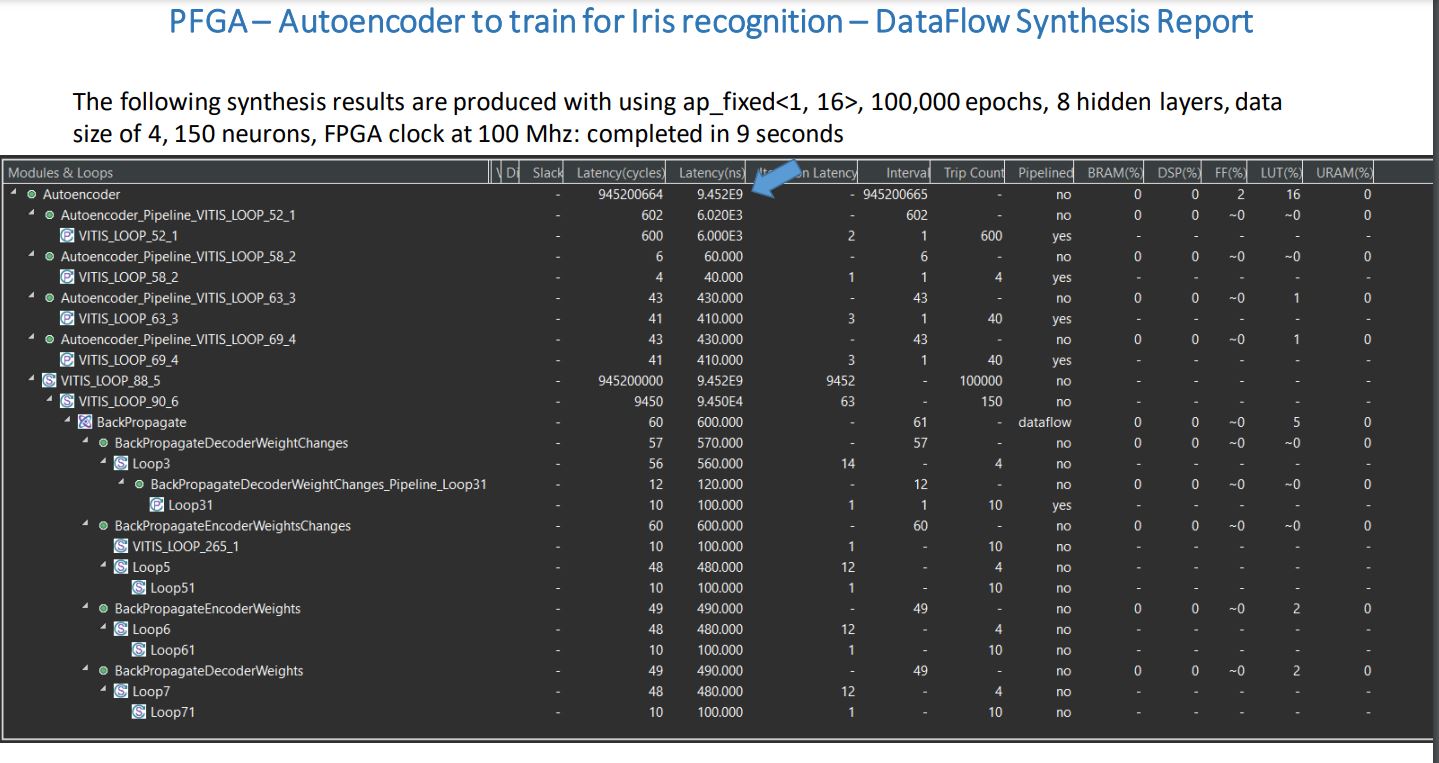 PFGA – Autoencoder to train for Iris recognition – DataFlow Synthesis Report
The following synthesis results are produced with using ap_fixed<1, 16>, 100,000 epochs, 8 hidden layers, data
size of 4, 150 neurons, FPGA clock at 100 Mhz: completed in 9 seconds
Modules & Loops Slack Latency(cycles) Latency(ns) Latency Interval Trip Count Pipelined BRAM(%) DSP(%) FF(%) LUT(%) URAM(%)
Autoencoder - 945200664 9.452E9 - 945200665 - no 0 0 2 16 0
Autoencoder_Pipeline_VITIS_LOOP_52_1 - 602 6.020E3 - 602 - no 0 0 ~0 ~0 0
VITIS_LOOP_52_1 - 600 6.000E3 2 1 600 yes - - - - -
Autoencoder_Pipeline_VITIS_LOOP_58_2 - 6 60.000 - 6 - no 0 0 ~0 ~0 0
VITIS_LOOP_58_2 - 4 40.000 1 1 4 yes - - - - -
Autoencoder_Pipeline_VITIS_LOOP_63_3 - 43 430.000 - 43 - no 0 0 ~0 1 0
VITIS_LOOP_63_3 - 41 410.000 3 1 40 yes - - - - -
Autoencoder_Pipeline_VITIS_LOOP_69_4 - 43 430.000 - 43 - no 0 0 ~0 1 0
VITIS_LOOP_69_4 - 41 410.000 3 1 40 yes - - - - -
VITIS_LOOP_88_5 - 945200000 9.452E9 9452 - 100000 no - - - - -
VITIS_LOOP_90_6 - 9450 9.450E4 63 - 150 no - - - - -
BackPropagate - 60 600.000 - 61 - dataflow 0 0 ~0 5 0
BackPropagateDecoderWeightChanges - 57 570.000 - 57 - no 0 0 ~0 ~0 0
Loop3 - 56 560.000 14 - 4 no - - - - -
BackPropagateDecoderWeightChanges_Pipeline_Loop31 - 12 120.000 - 12 - no 0 0 ~0 ~0 0
Loop31 - 10 100.000 1 1 10 yes - - - - -
BackPropagateEncoderWeightsChanges - 60 600.000 - 60 - no 0 0 ~0 ~0 0
VITIS_LOOP_265_1 - 10 100.000 1 - 10 no - - - - -
Loop5 - 48 480.000 12 - 4 no - - - - -
Loop51 - 10 100.000 1 - 10 no - - - - -
BackPropagateEncoderWeights - 49 490.000 - 49 - no 0 0 ~0 2 0
Loop6 - 48 480.000 12 - 4 no - - - - -
Loop61 - 10 100.000 1 - 10 no - - - - -
BackPropagateDecoderWeights - 49 490.000 - 49 - no 0 0 ~0 2 0
Loop7 - 48 480.000 12 - 4 no - - - - -
Loop71 - 10 100.000 1 - 10 no - - - - -